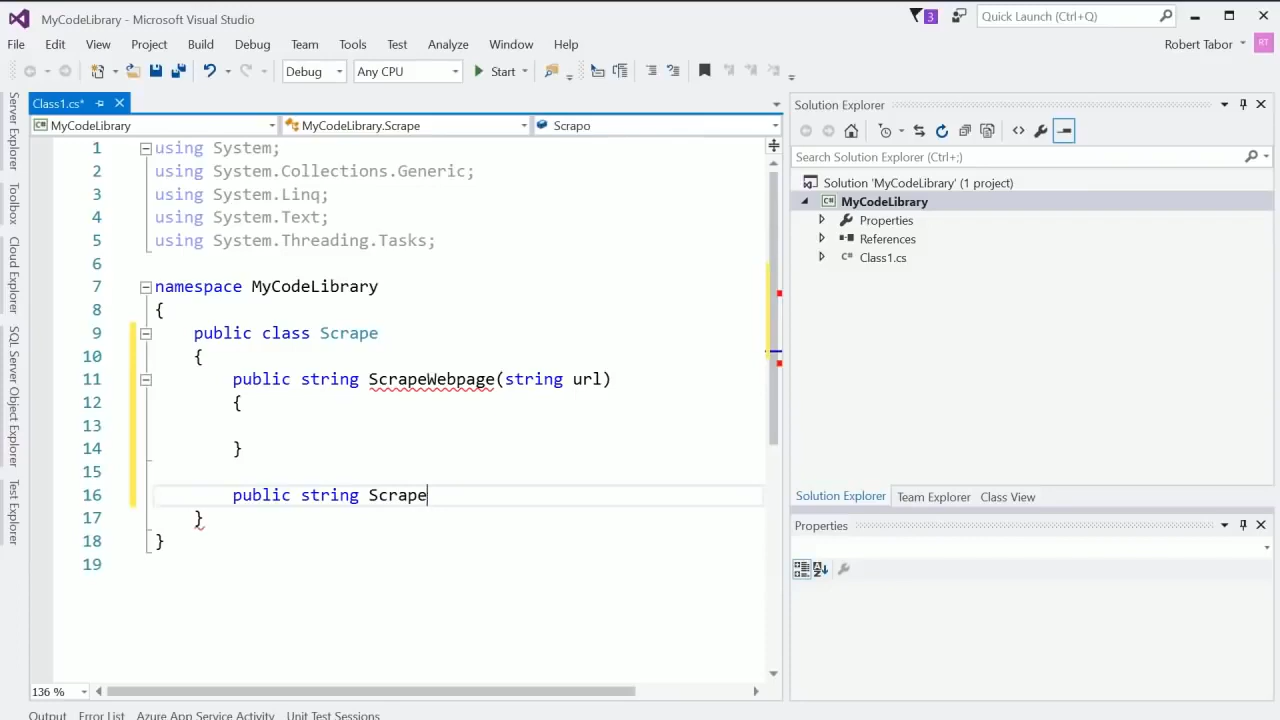 MyCodeLibrary - Microsoft Visual Studio
3
Quick Launch (Ctrl+Q)
File Edit View Project Build Debug Team Tools Test Analyze Window Help
Robert Tabor
RT
Debug Any CPU Start
Class1.cs*
MyCodeLibrary MyCodeLibrary.Scrape Scrapo
1 using System;
2 using System.Collections.Generic;
3 using System.Linq;
4 using System.Text;
5 using System.Threading.Tasks;
6
7 namespace MyCodeLibrary
8 {
9 public class Scrape
10 {
11 public string ScrapeWebpage(string url)
12 {
13
14 }
15
16 public string Scrape
17 }
18 }
19
136 %
Server Explorer
Toolbox
Cloud Explorer
SQL Server Object Explorer
Test Explorer
Solution Explorer
Search Solution Explorer (Ctrl+;)
Solution 'MyCodeLibrary' (1 project)
C# MyCodeLibrary
Properties
References
C# Class1.cs
Solution Explorer Team Explorer Class View
Properties
Output Error List Azure App Service Activity Unit Test Sessions